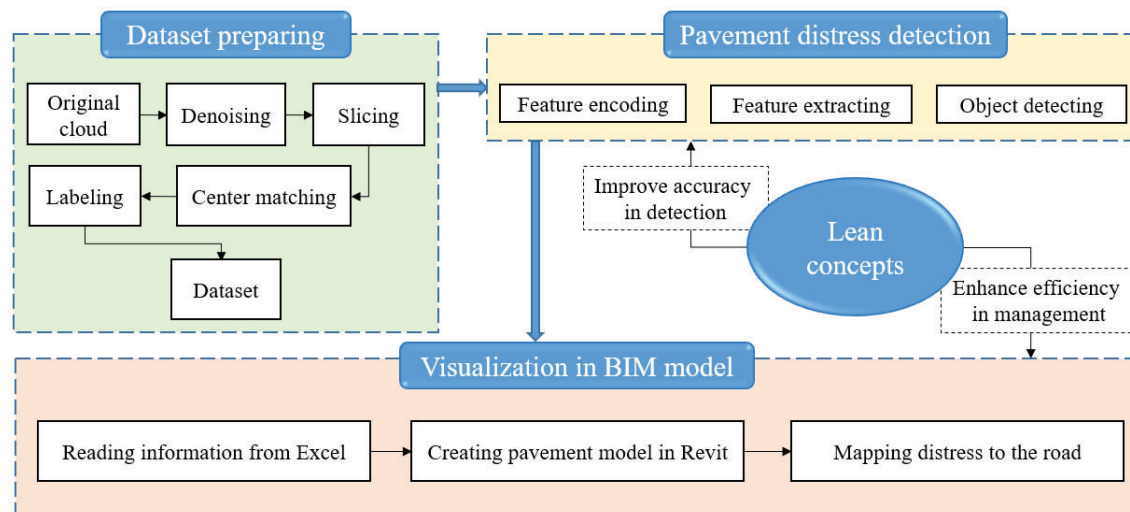 Dataset preparing
Original
cloud
Denoising
Slicing
Labeling
Center matching
Dataset
Pavement distress detection
Feature encoding
Feature extracting
Object detecting
Improve accuracy
in detection
Lean
concepts
Enhance efficiency
in management
Visualization in BIM model
Reading information from Excel
Creating pavement model in Revit
Mapping distress to the road